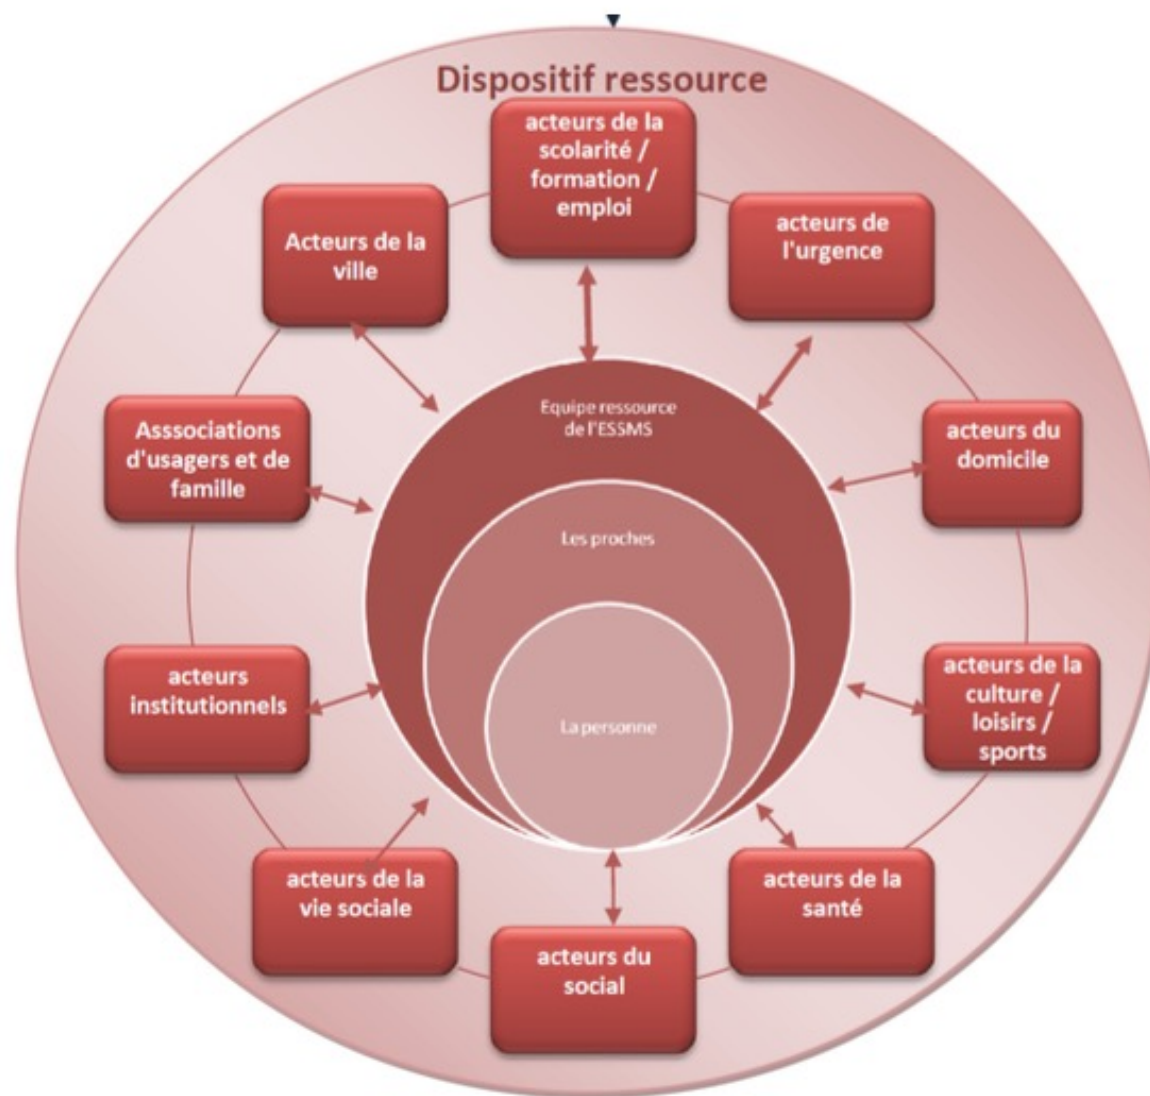 Dispositif ressource
acteurs de la
scolarité /
formation /
emploi
acteurs de
l'urgence
acteurs du
domicile
acteurs de la
culture /
loisirs /
sports
acteurs de la
santé
acteurs du
social
acteurs de la
vie sociale
acteurs
institutionnels
Asssociations
d'usagers et de
famille
Acteurs de la
ville
Equipe ressource
de l'ESSMS
Les proches
La personne